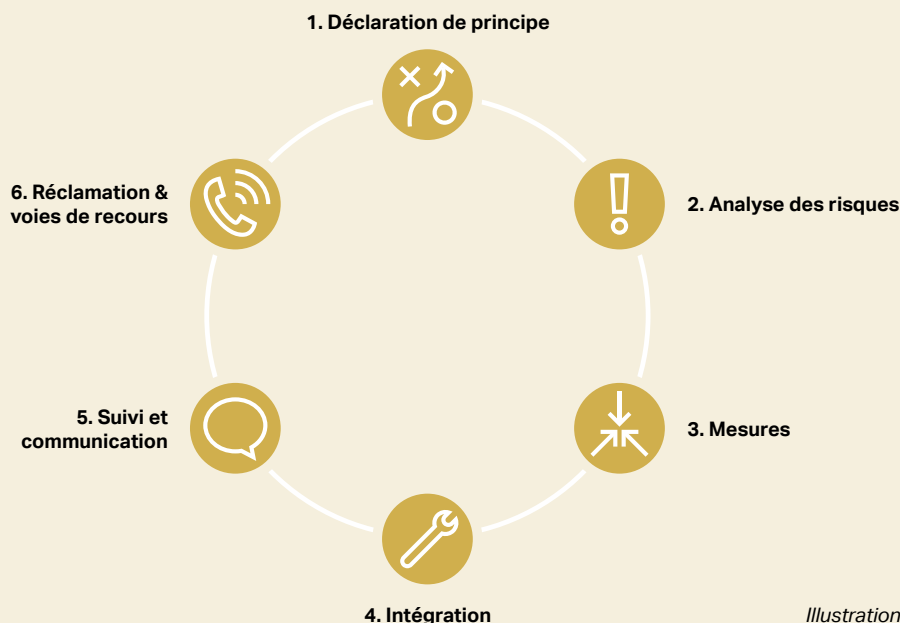 1. Déclaration de principe
2. Analyse des risques
3. Mesures
4. Intégration
5. Suivi et
communication
6. Réclamation &
voies de recours
Illustration